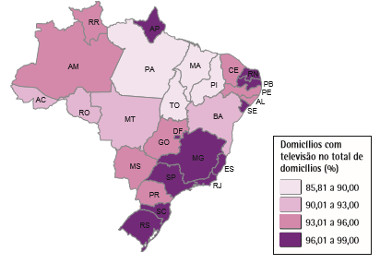 RR
AP
AM
PA
MA
CE
RN
PB
PE
PI
AL
SE
AC
RO
TO
MT
BA
DF
GO
MG
MS
ES
SP
RJ
PR
SC
RS
Domicílios com
televisão no total de
domicílios (%)
85,81 a 90,00
90,01 a 93,00
93,01 a 96,00
96,01 a 99,00